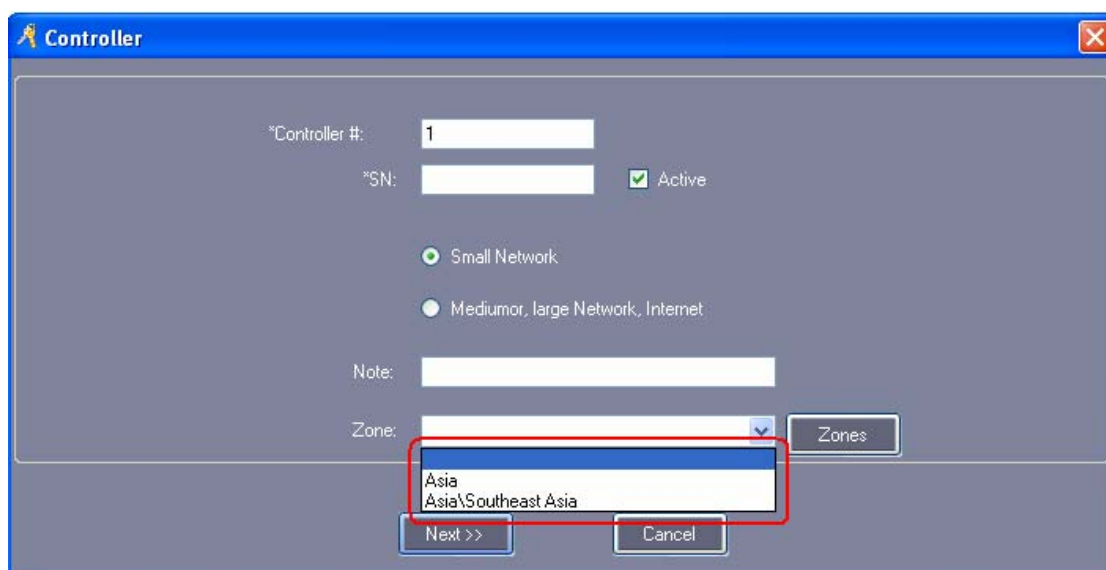 Controller
*Controller #: 1
*SN: Active
Small Network
Mediumor, large Network, Internet
Note:
Zone: Zones
Asia
Asia\Southeast Asia
Next >> Cancel